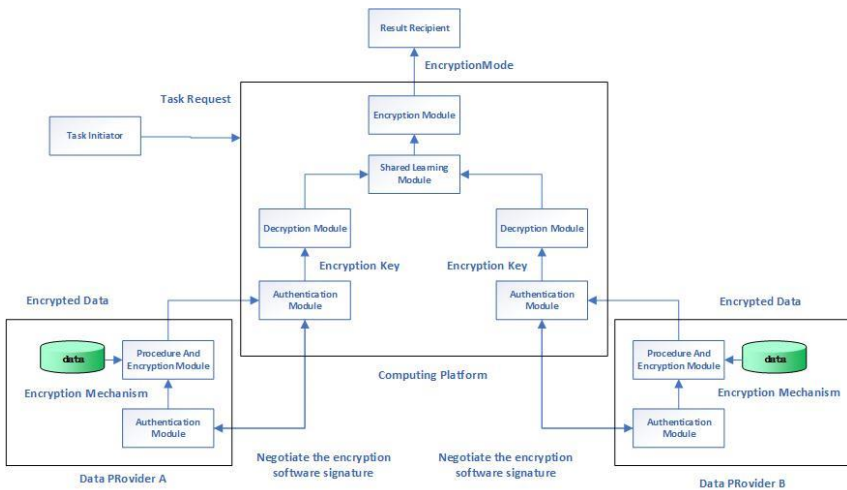 Result Recipient
EncryptionMode
Task Request
Encryption Module
Task Initiator
Shared Learning
Module
Decryption Module
Decryption Module
Encryption Key
Encryption Key
Authentication
Module
Authentication
Module
Encrypted Data
Encrypted Data
data
Procedure And
Encryption Module
Procedure And
Encryption Module
data
Computing Platform
Encryption Mechanism
Encryption Mechanism
Authentication
Module
Authentication
Module
Negotiate the encryption
software signature
Negotiate the encryption
software signature
Data PRovider A
Data PRovider B